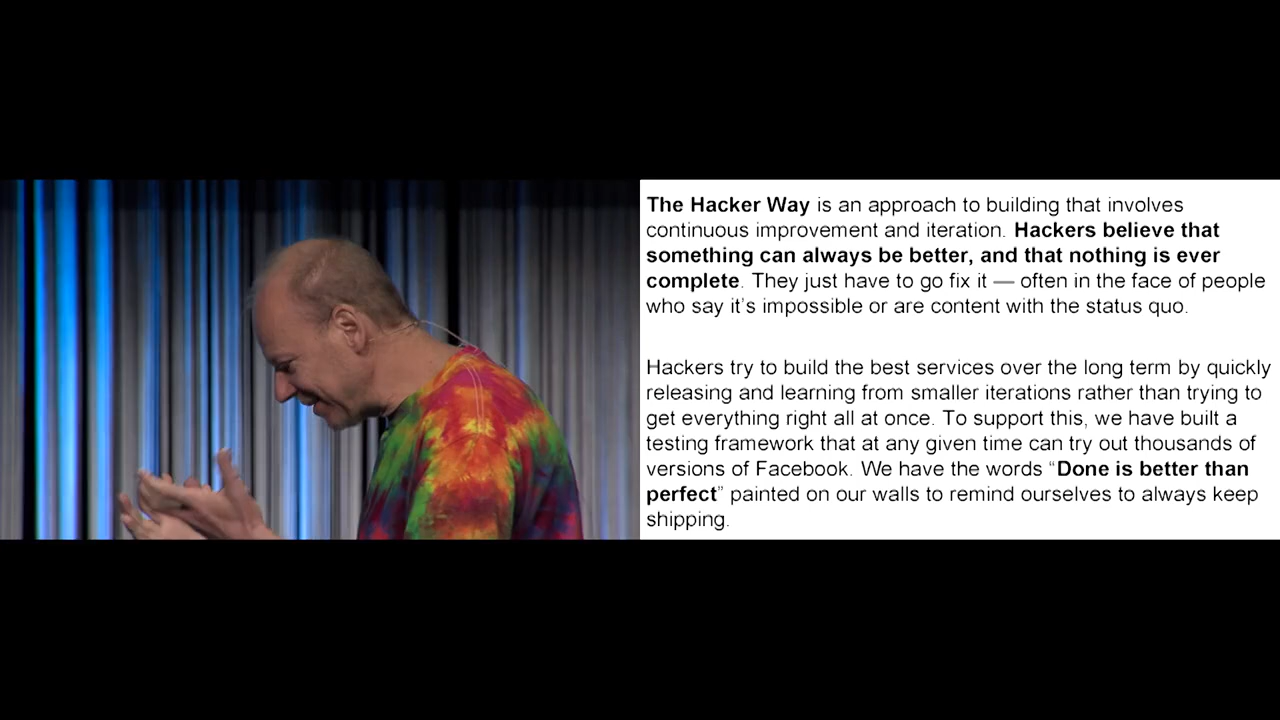 The Hacker Way is an approach to building that involves
continuous improvement and iteration. Hackers believe that
something can always be better, and that nothing is ever
complete. They just have to go fix it — often in the face of people
who say it's impossible or are content with the status quo.
Hackers try to build the best services over the long term by quickly
releasing and learning from smaller iterations rather than trying to
get everything right all at once. To support this, we have built a
testing framework that at any given time can try out thousands of
versions of Facebook. We have the words “Done is better than
perfect” painted on our walls to remind ourselves to always keep
shipping.